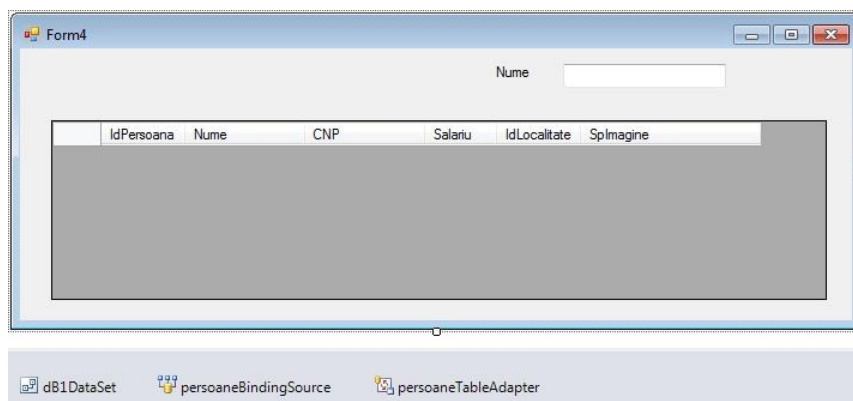 Form4
Nume
IdPersoana Nume CNP Salariu IdLocalitate SpImagine
dB1DataSet persoaneBindingSource persoaneTableAdapter